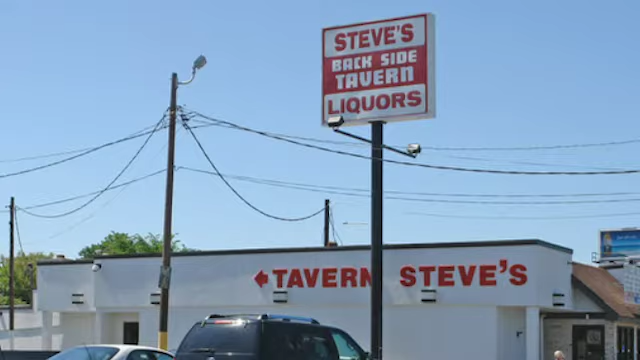 STEVE'S
BACK SIDE
TAVERN
LIQUORS
←TAVERN STEVE'S